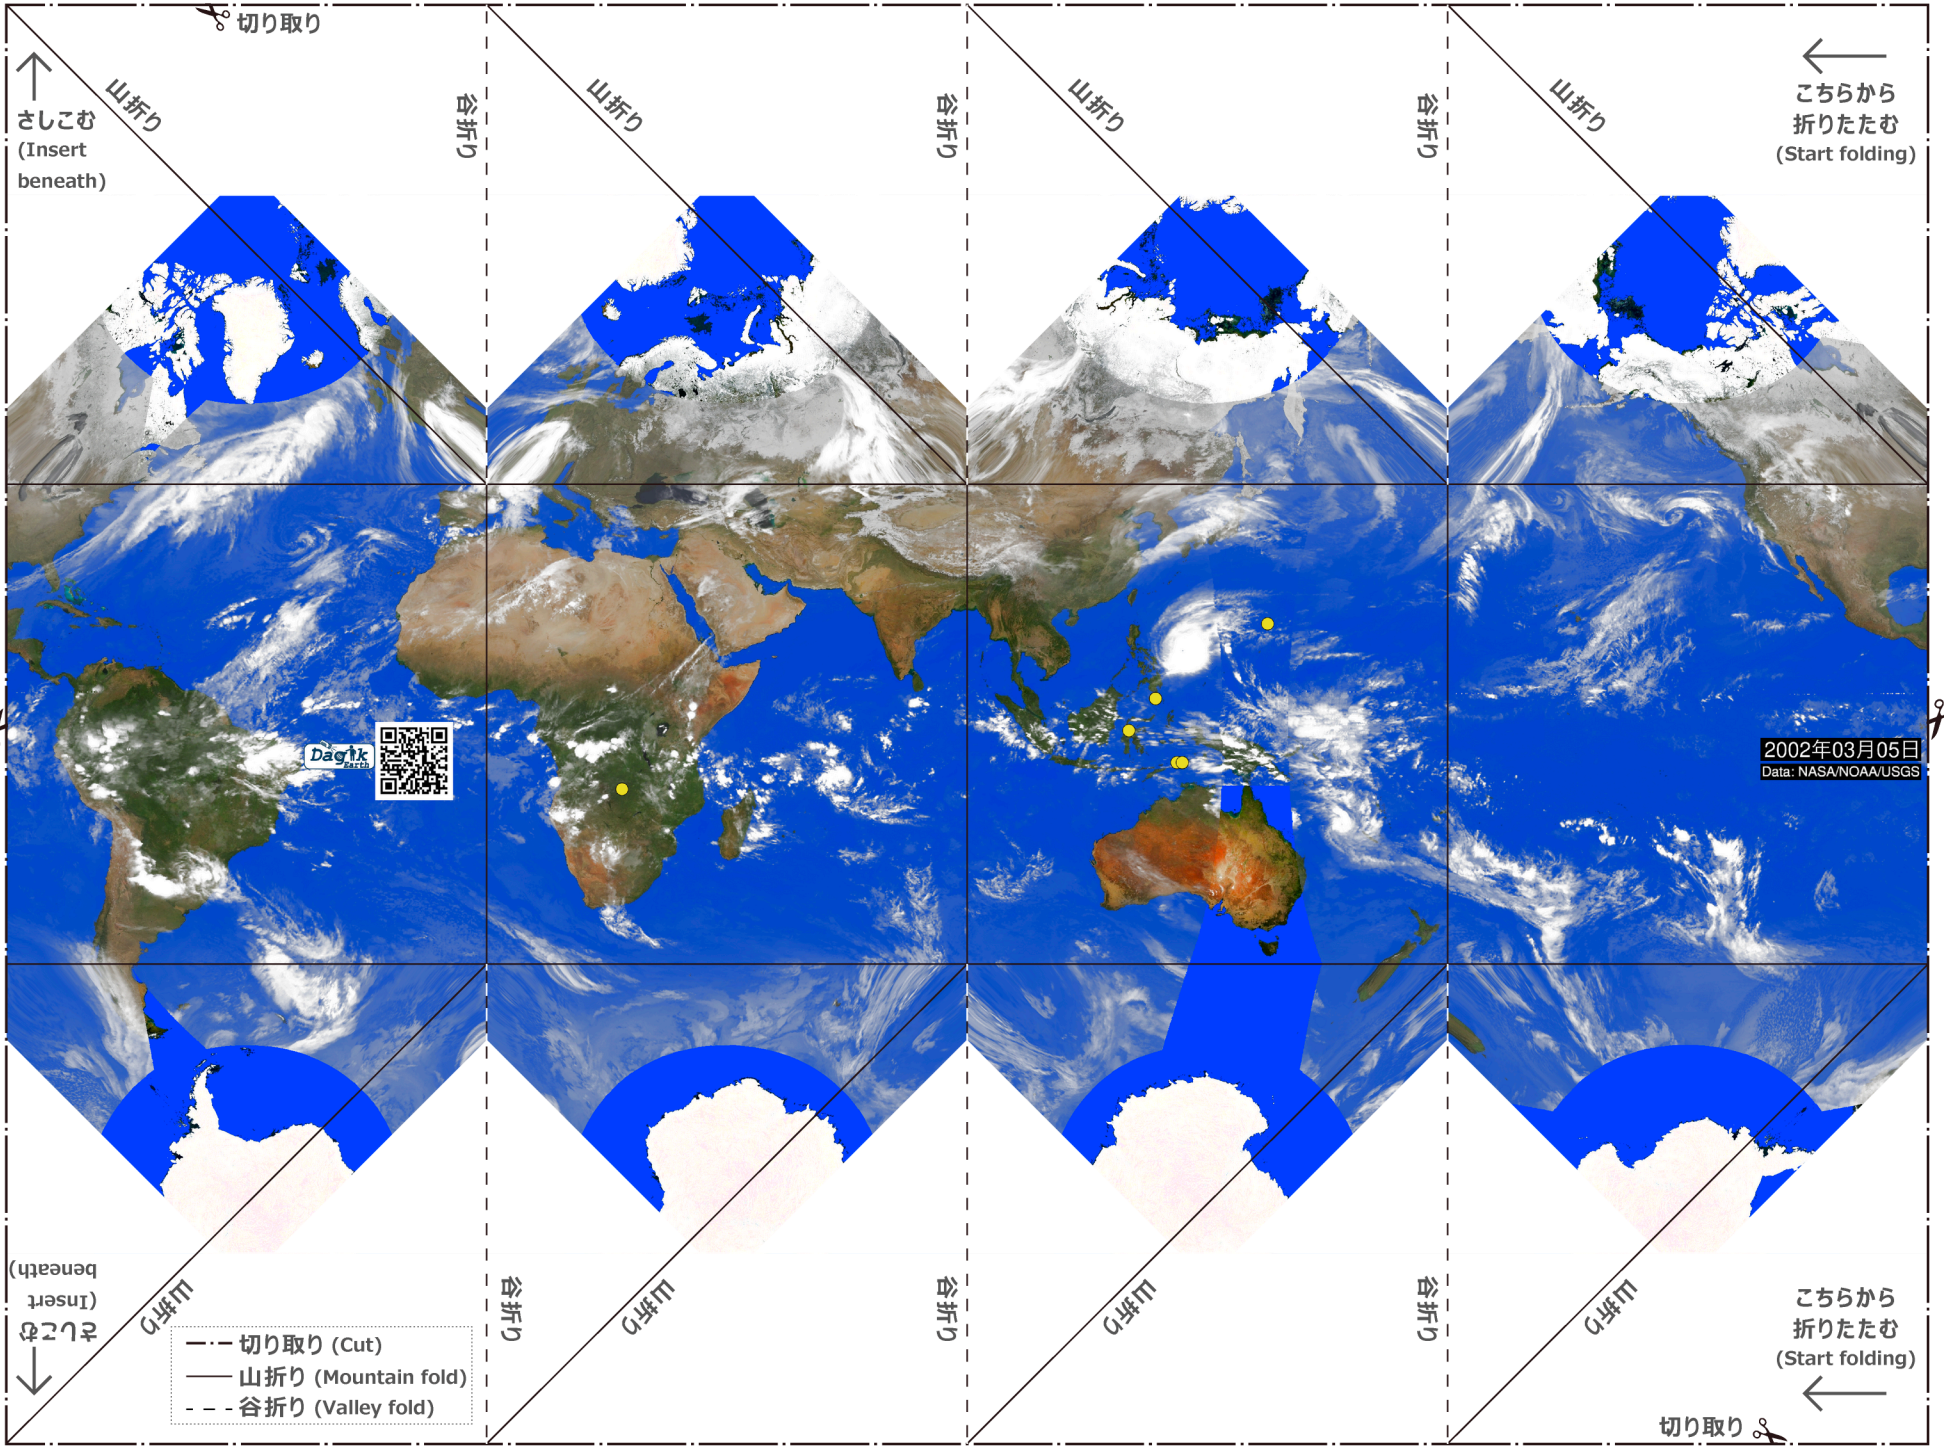 切り取り
山折り
山折り
山折り
山折り
谷折り
谷折り
谷折り
さしこむ
(Insert
beneath)
こちらから
折りたたむ
(Start folding)
Dagik
Earth
2002年03月05日
Data: NASA/NOAA/USGS
さしこむ
(Insert
beneath)
山折り
山折り
山折り
山折り
谷折り
谷折り
谷折り
切り取り (Cut)
山折り (Mountain fold)
谷折り (Valley fold)
こちらから
折りたたむ
(Start folding)
切り取り